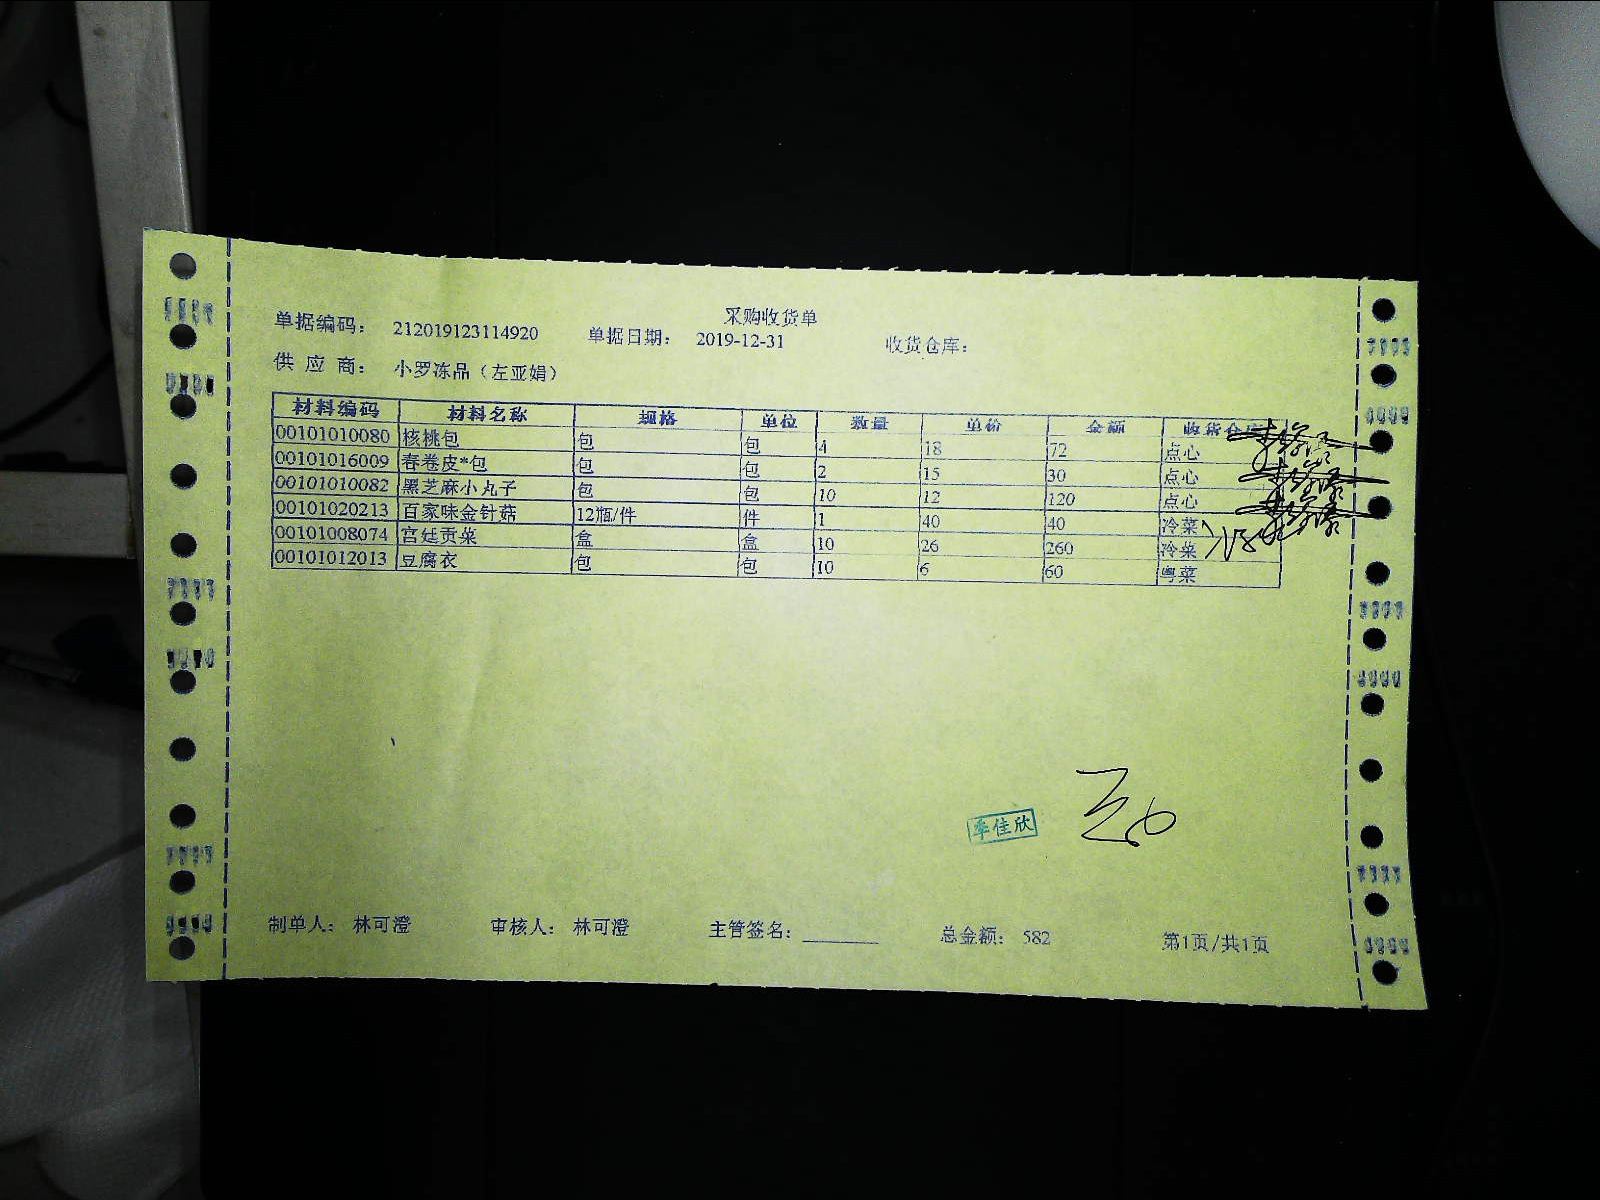 采购收货单
单据编码： 212019123114920 单据日期： 2019-12-31 收货仓库：
供 应 商： 小罗冻品（左亚娟）
材料编码 材料名称 规格 单位 数量 单价 金额 收货仓库
00101010080 核桃包 包 包 4 18 72 点心
00101016009 春卷皮*包 包 包 2 15 30 点心
00101010082 黑芝麻小丸子 包 包 10 12 120 点心
00101020213 百家味金针菇 12瓶/件 件 1 40 40 冷菜
00101008074 宫廷贡菜 盒 盒 10 26 260 冷菜
00101012013 豆腐衣 包 包 10 6 60 粤菜
季佳欣
制单人： 林可澄 审核人： 林可澄 主管签名： 总金额： 582 第1页/共1页